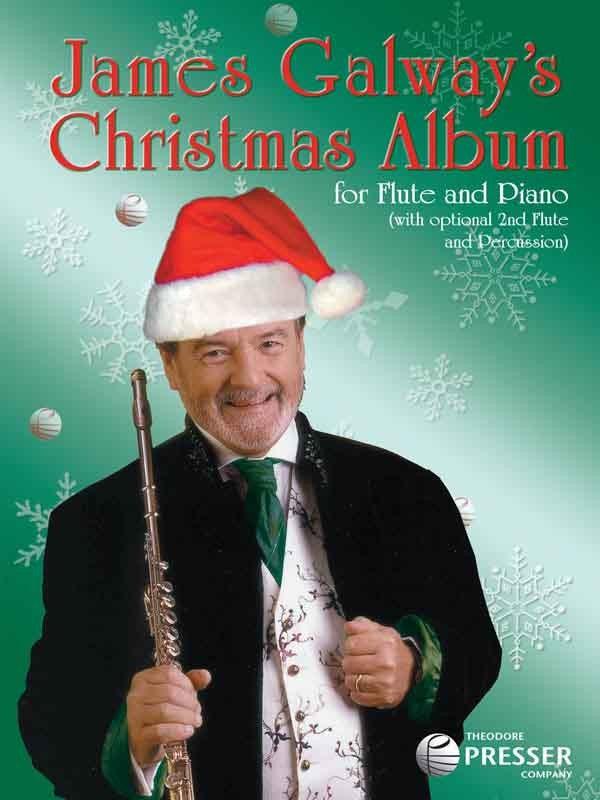 James Galway's
Christmas Album
for Flute and Piano
(with optional 2nd Flute
and Percussion)
THEODORE
PRESSER
COMPANY